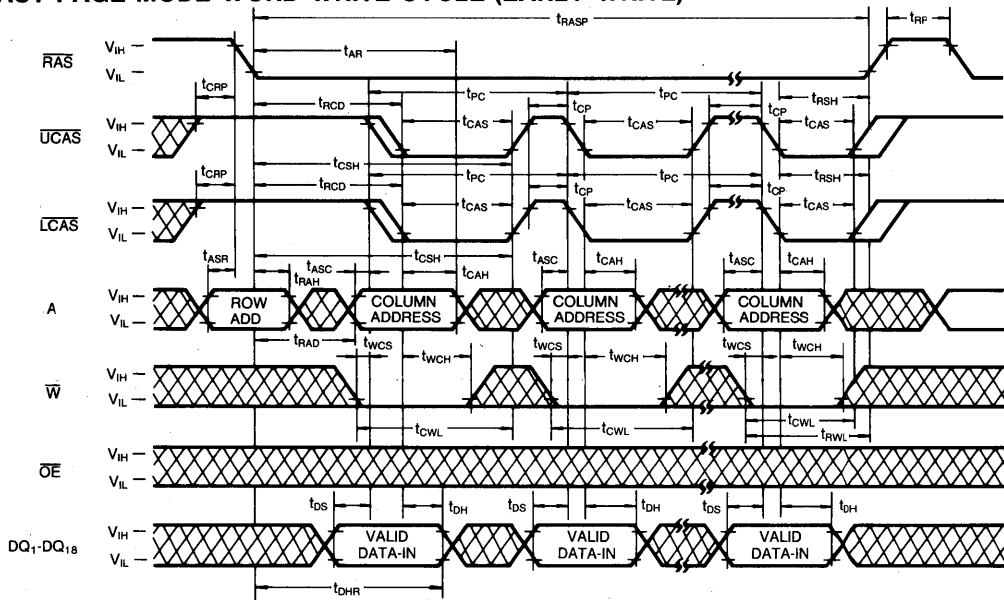 FAST PAGE MODE WORD WRITE CYCLE (EARLY WRITE)
tRASP
tRP
tAR
RAS
VIH
VIL
tCRP
tRCD
tPC
tPC
tRSH
tCP
tCP
tCAS
tCAS
tCAS
UCAS
VIH
VIL
tCSH
tCRP
tRCD
tPC
tPC
tRSH
tCP
tCP
tCAS
tCAS
tCAS
LCAS
VIH
VIL
tCSH
tASR
tRAH
tASC
tCAH
tASC
tCAH
tASC
tCAH
A
VIH
VIL
ROW
ADD
COLUMN
ADDRESS
COLUMN
ADDRESS
COLUMN
ADDRESS
tRAD
tWCS
tWCH
tWCS
tWCH
tWCS
tWCH
W
VIH
VIL
tCWL
tCWL
tCWL
tRWL
OE
VIH
VIL
tDS
tDH
tDS
tDH
tDS
tDH
DQ1-DQ18
VIH
VIL
VALID
DATA-IN
VALID
DATA-IN
VALID
DATA-IN
tDHR